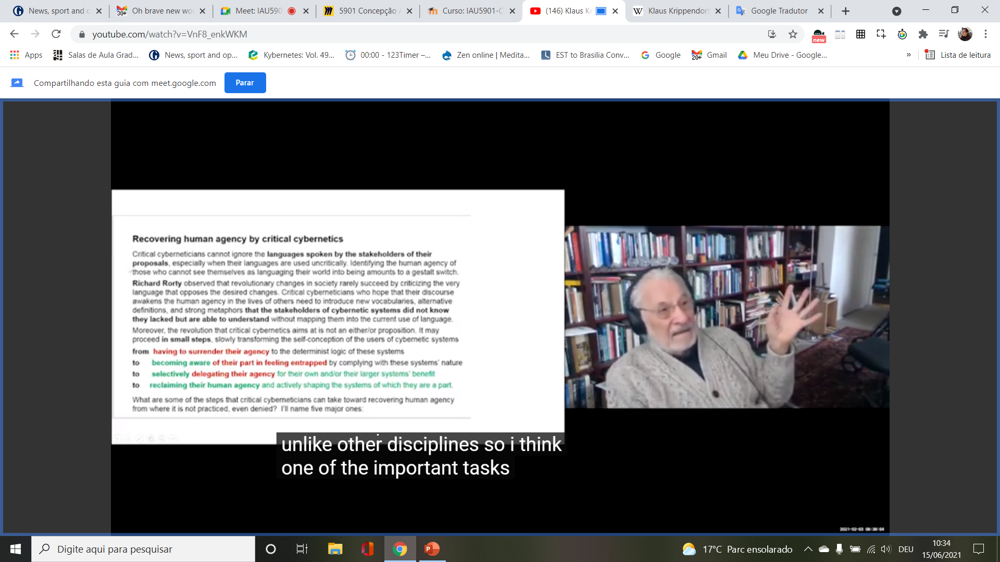 News, sport and o
30+
Oh brave new wo
Meet: IAU590
5901 Concepção A
Curso: IAU5901-C
(146) Klaus K
W
Klaus Krippendorf
Google Tradutor
youtube.com/watch?v=VnF8_enkWKM
new
Apps
Salas de Aula Grad...
News, sport and op...
Kybernetes: Vol. 49...
00:00 - 123Timer –...
Zen online | Medita...
EST to Brasilia Conv...
Google
20+
Gmail
Meu Drive - Google...
»
Lista de leitura
Compartilhando esta guia com meet.google.com
Parar
Recovering human agency by critical cybernetics
Critical cyberneticians cannot ignore the languages spoken by the stakeholders of their
proposals, especially when their languages are used uncritically. Identifying the human agency of
those who cannot see themselves as languaging their world into being amounts to a gestalt switch.
Richard Rorty observed that revolutionary changes in society rarely succeed by criticizing the very
language that opposes the desired changes. Critical cyberneticians who hope that their discourse
awakens the human agency in the lives of others need to introduce new vocabularies, alternative
definitions, and strong metaphors that the stakeholders of cybernetic systems did not know
they lacked but are able to understand without mapping them into the current use of language.
Moreover, the revolution that critical cybernetics aims at is not an either/or proposition. It may
proceed in small steps, slowly transforming the self-conception of the users of cybernetic systems
from having to surrender their agency to the determinist logic of these systems
to becoming aware of their part in feeling entrapped by complying with these systems' nature
to selectively delegating their agency for their own and/or their larger systems' benefit
to reclaiming their human agency and actively shaping the systems of which they are a part.
What are some of the steps that critical cyberneticians can take toward recovering human agency
from where it is not practiced, even denied? I'll name five major ones:
unlike other disciplines so i think
one of the important tasks
Digite aqui para pesquisar
P
17°C Parc ensolarado
DEU
10:34
15/06/2021